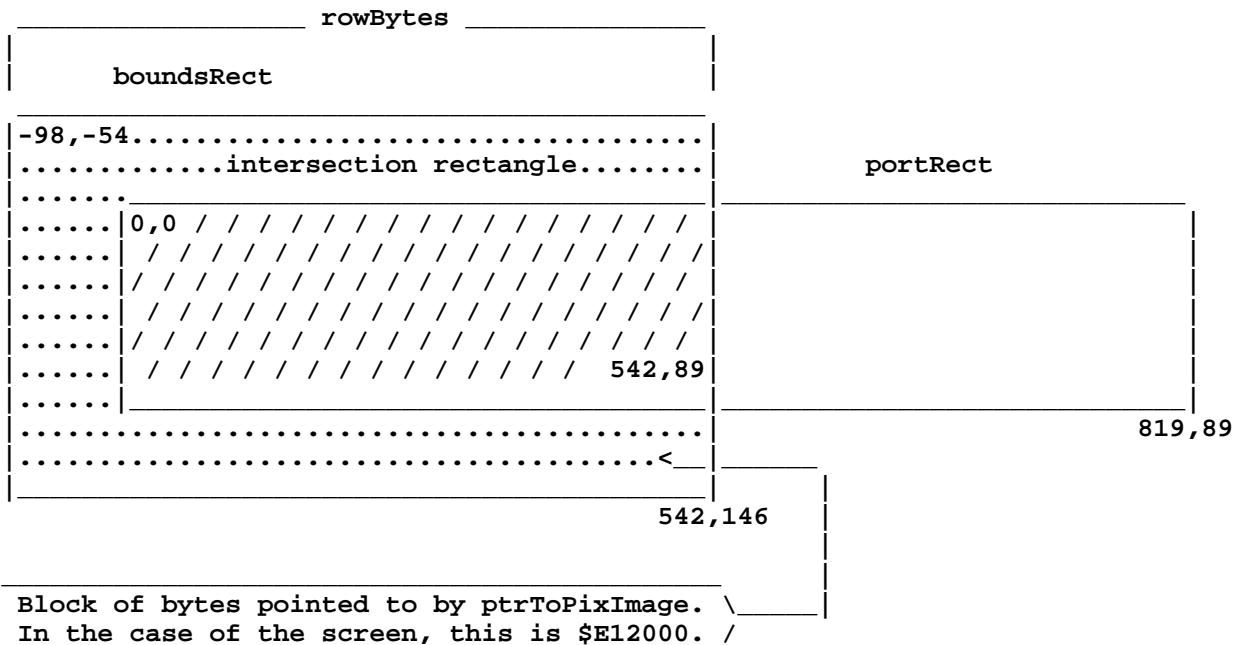 rowBytes
boundsRect
-98,-54
intersection rectangle
portRect
0,0
542,89
819,89
542,146
Block of bytes pointed to by ptrToPixImage.
In the case of the screen, this is $E12000.